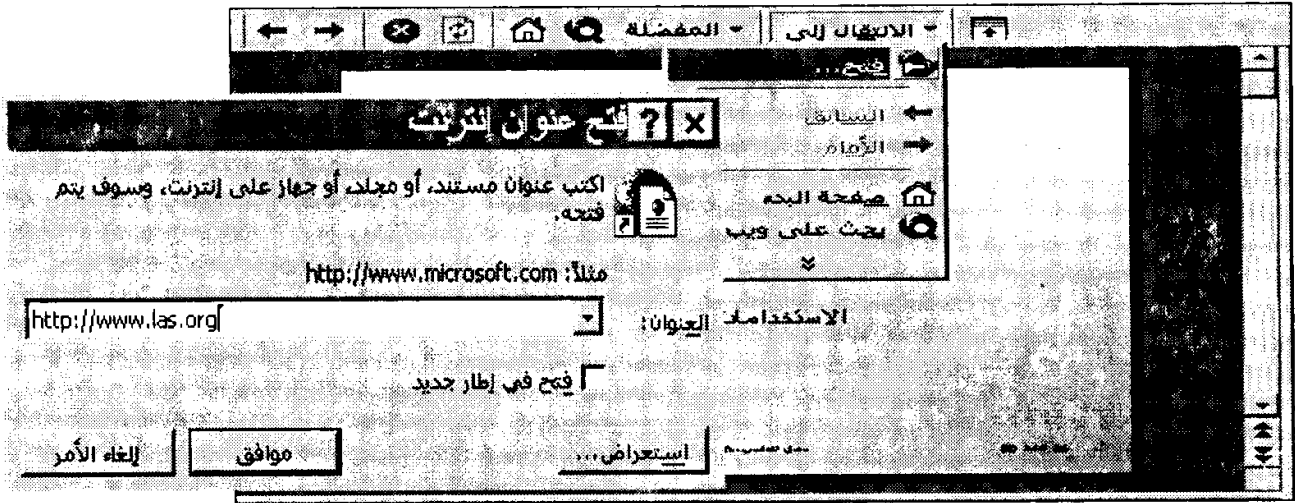 الانتقال إلى
المفضلة
فتح...
السابق
الأمام
صفحة البدء
بحث على ويب
فتح عنوان إنترنت
اكتب عنوان مستند، أو مجلد، أو جهاز على إنترنت، وسوف يتم
فتحه.
مثلاً: http://www.microsoft.com
العنوان:
http://www.las.org
فتح في إطار جديد
استعراض...
موافق
إلغاء الأمر
الاستخدامات